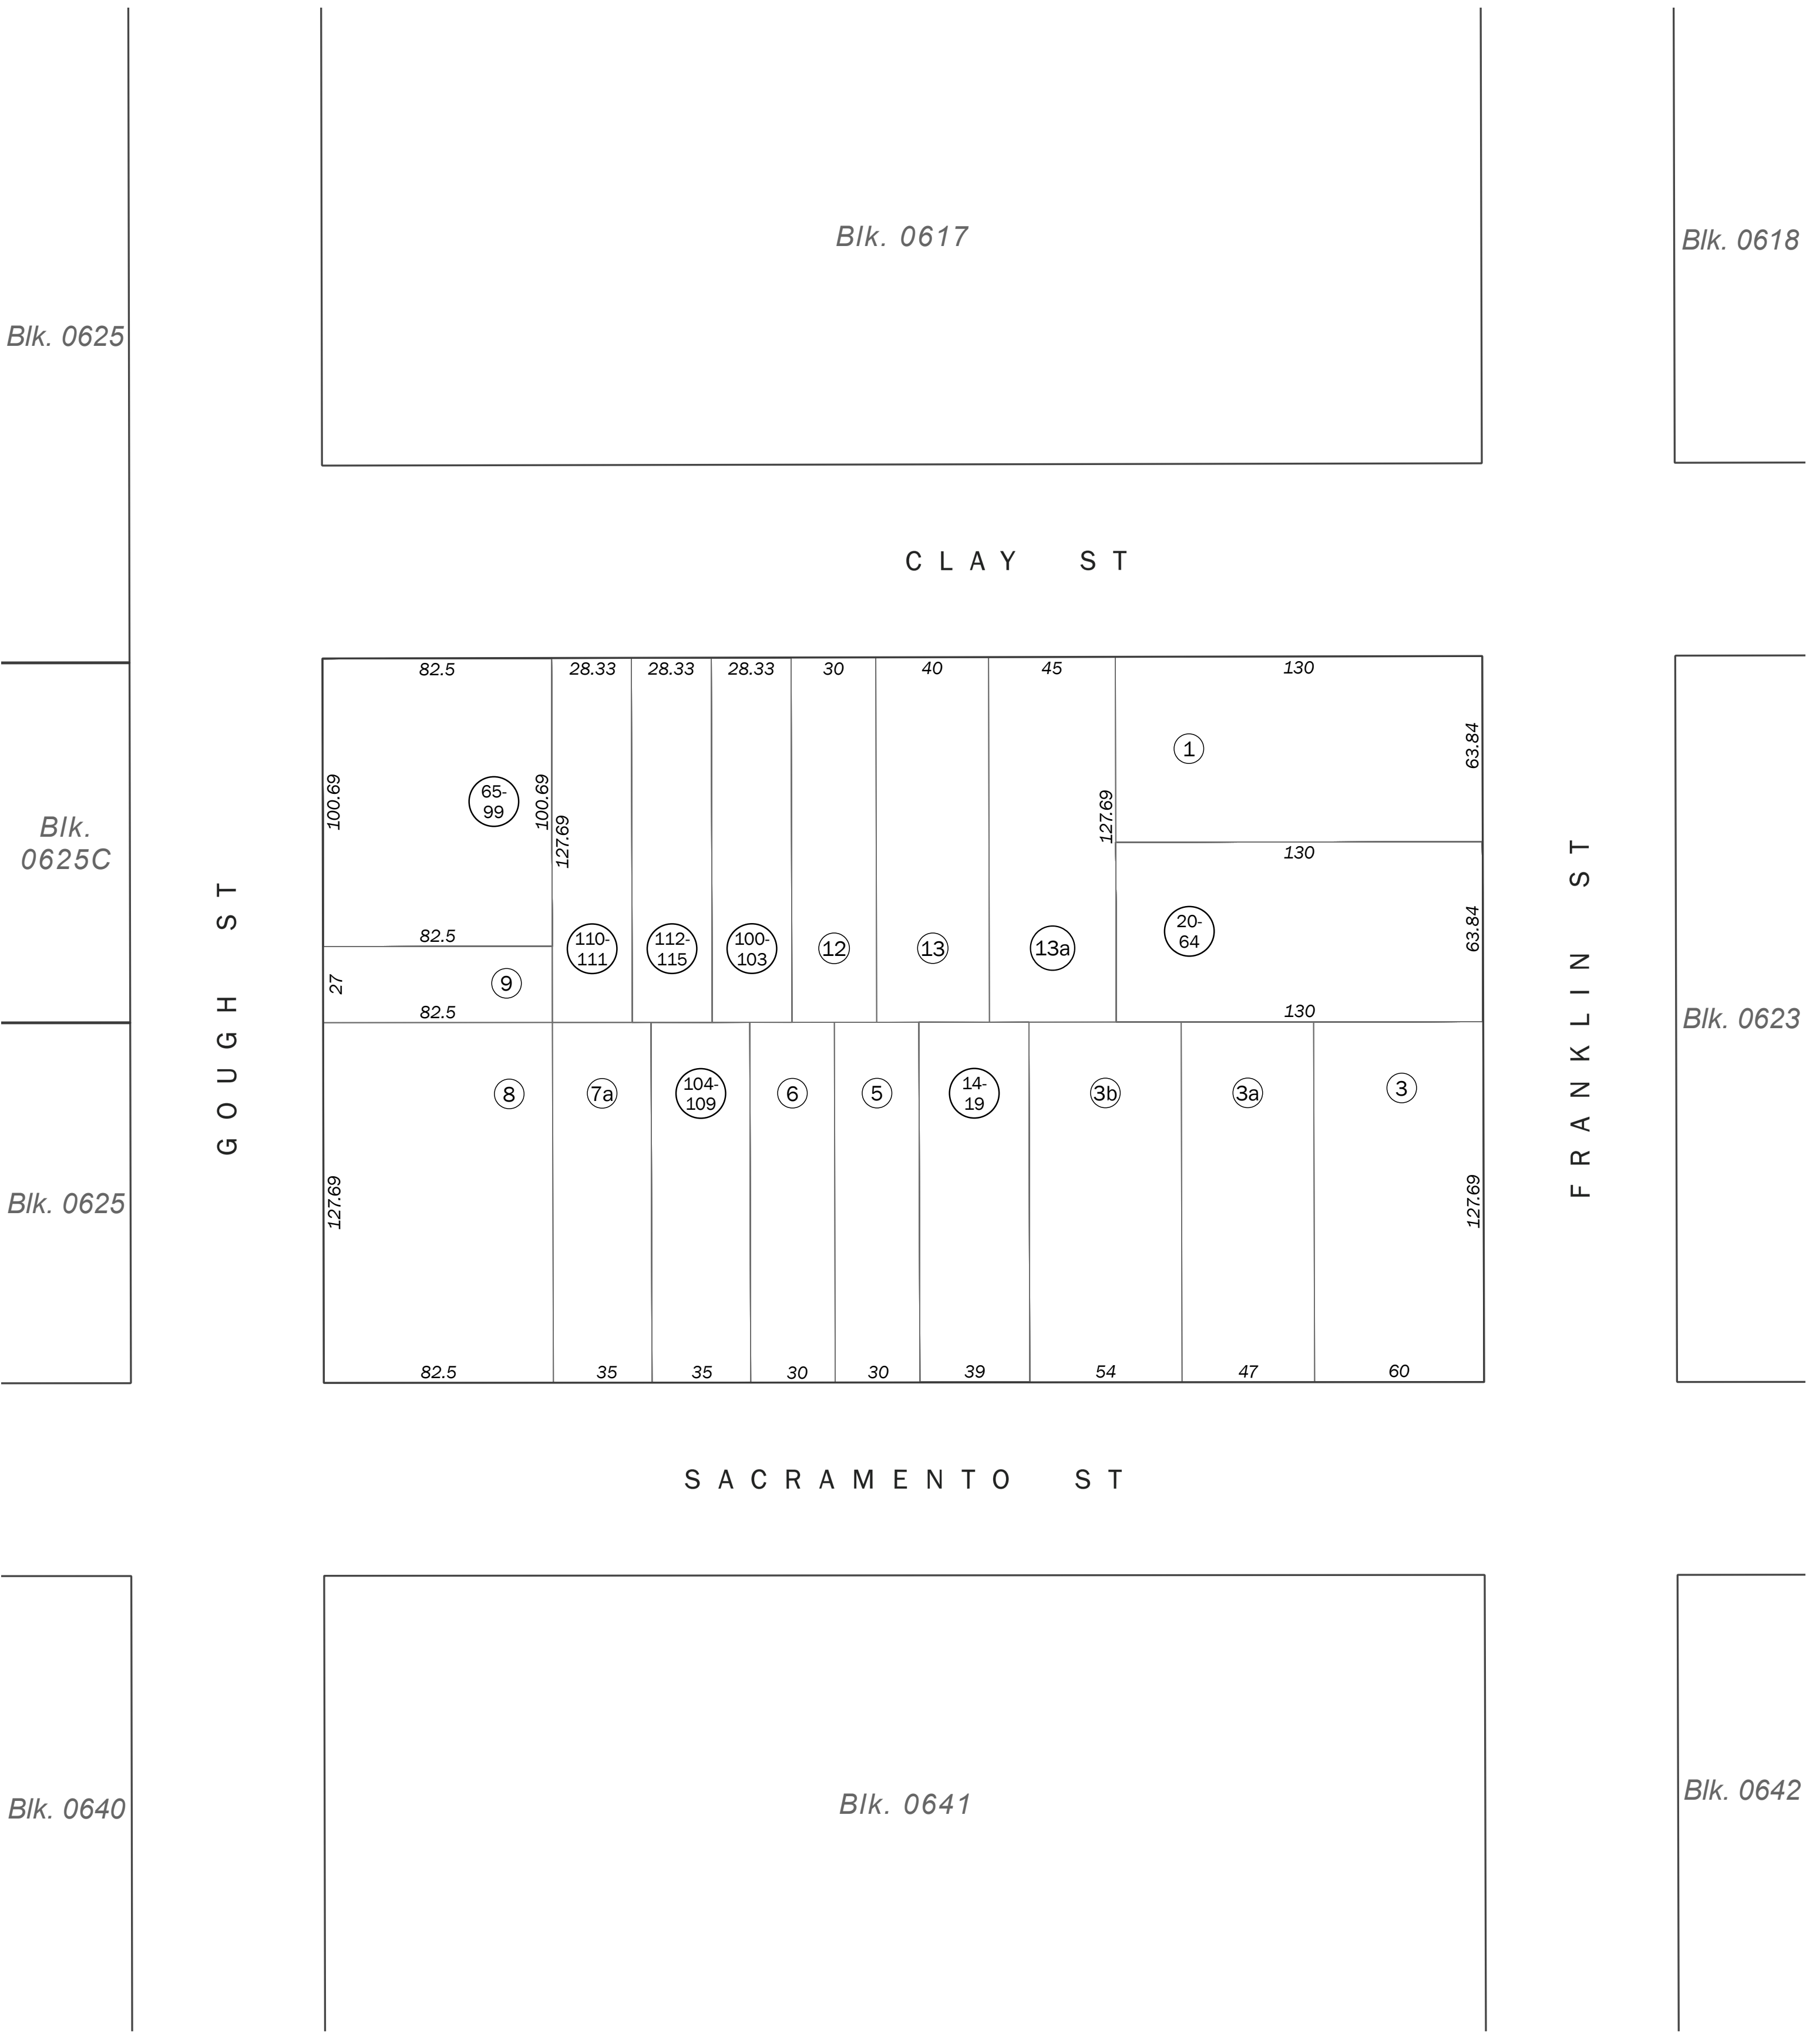 Blk. 0617
Blk. 0618
Blk. 0625
CLAY ST
82.5
28.33
28.33
28.33
30
40
45
130
63.84
1
100.69
65-
99
100.69
127.69
127.69
Blk.
0625C
130
63.84
20-
64
82.5
110-
111
112-
115
100-
103
12
13
13a
27
9
82.5
130
GOUGH ST
FRANKLIN ST
Blk. 0623
8
7a
104-
109
6
5
14-
19
3b
3a
3
127.69
127.69
Blk. 0625
82.5
35
35
30
30
39
54
47
60
SACRAMENTO ST
Blk. 0640
Blk. 0641
Blk. 0642